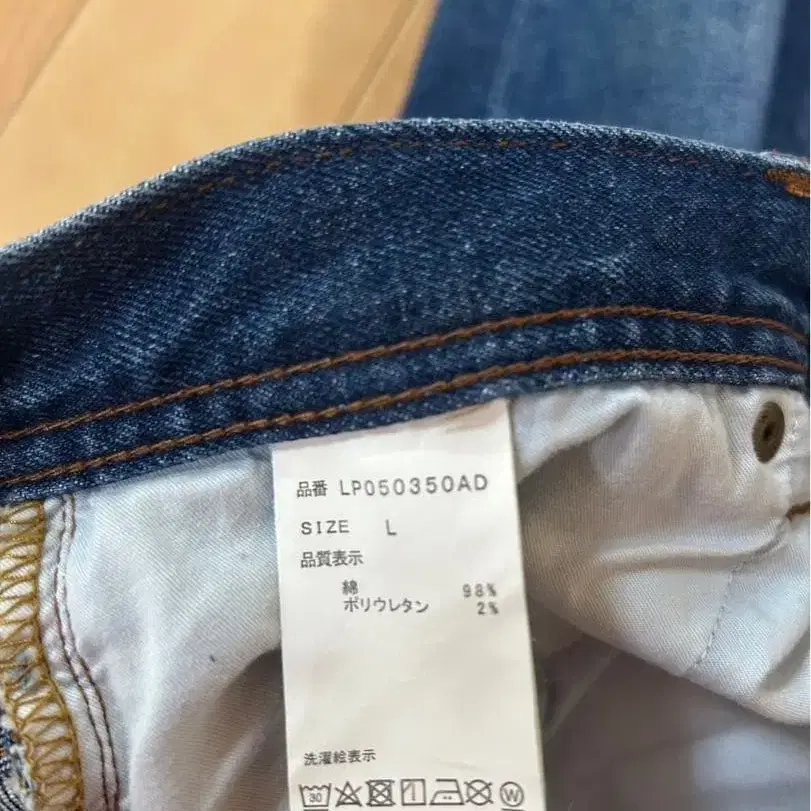 品番 LP050350AD
SIZE L
品質表示
綿 98%
ポリウレタン 2%
洗濯絵表示
30 W